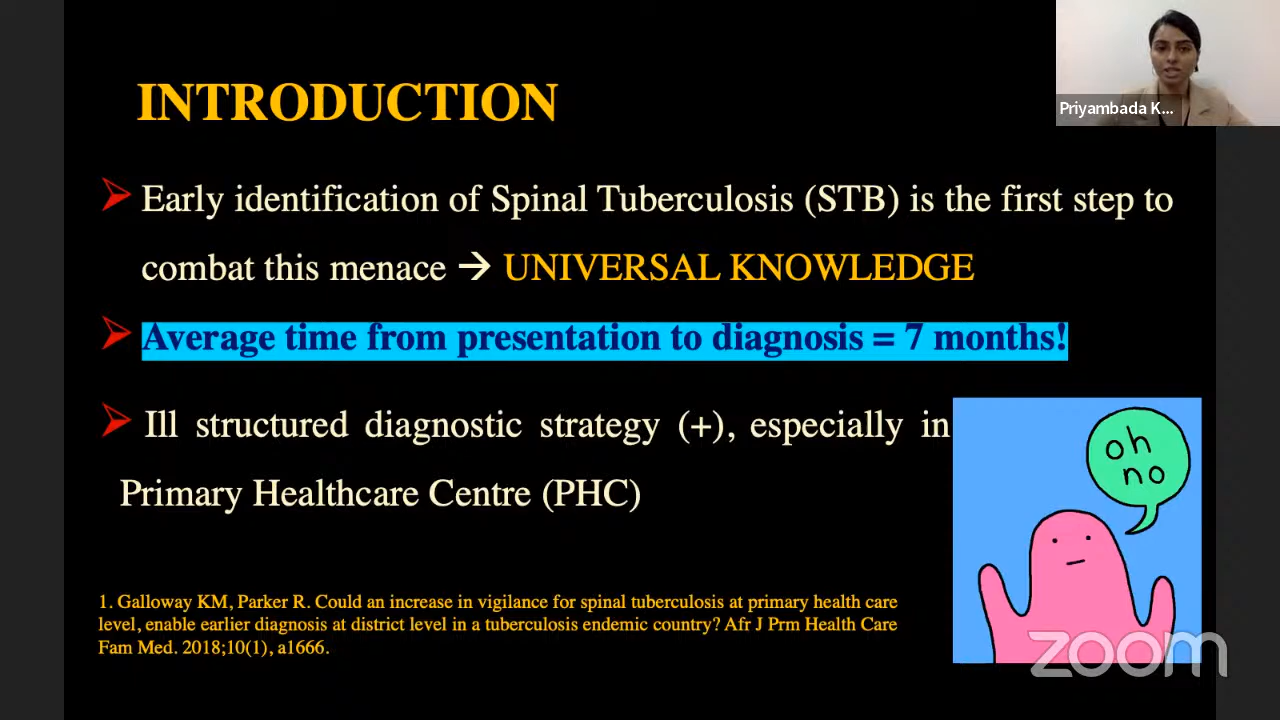 INTRODUCTION
Priyambada K...
➢ Early identification of Spinal Tuberculosis (STB) is the first step to
combat this menace → UNIVERSAL KNOWLEDGE
➢ Average time from presentation to diagnosis = 7 months!
➢ Ill structured diagnostic strategy (+), especially in
Primary Healthcare Centre (PHC)
oh
no
1. Galloway KM, Parker R. Could an increase in vigilance for spinal tuberculosis at primary health care
level, enable earlier diagnosis at district level in a tuberculosis endemic country? Afr J Prm Health Care
Fam Med. 2018;10(1), a1666.
zoom